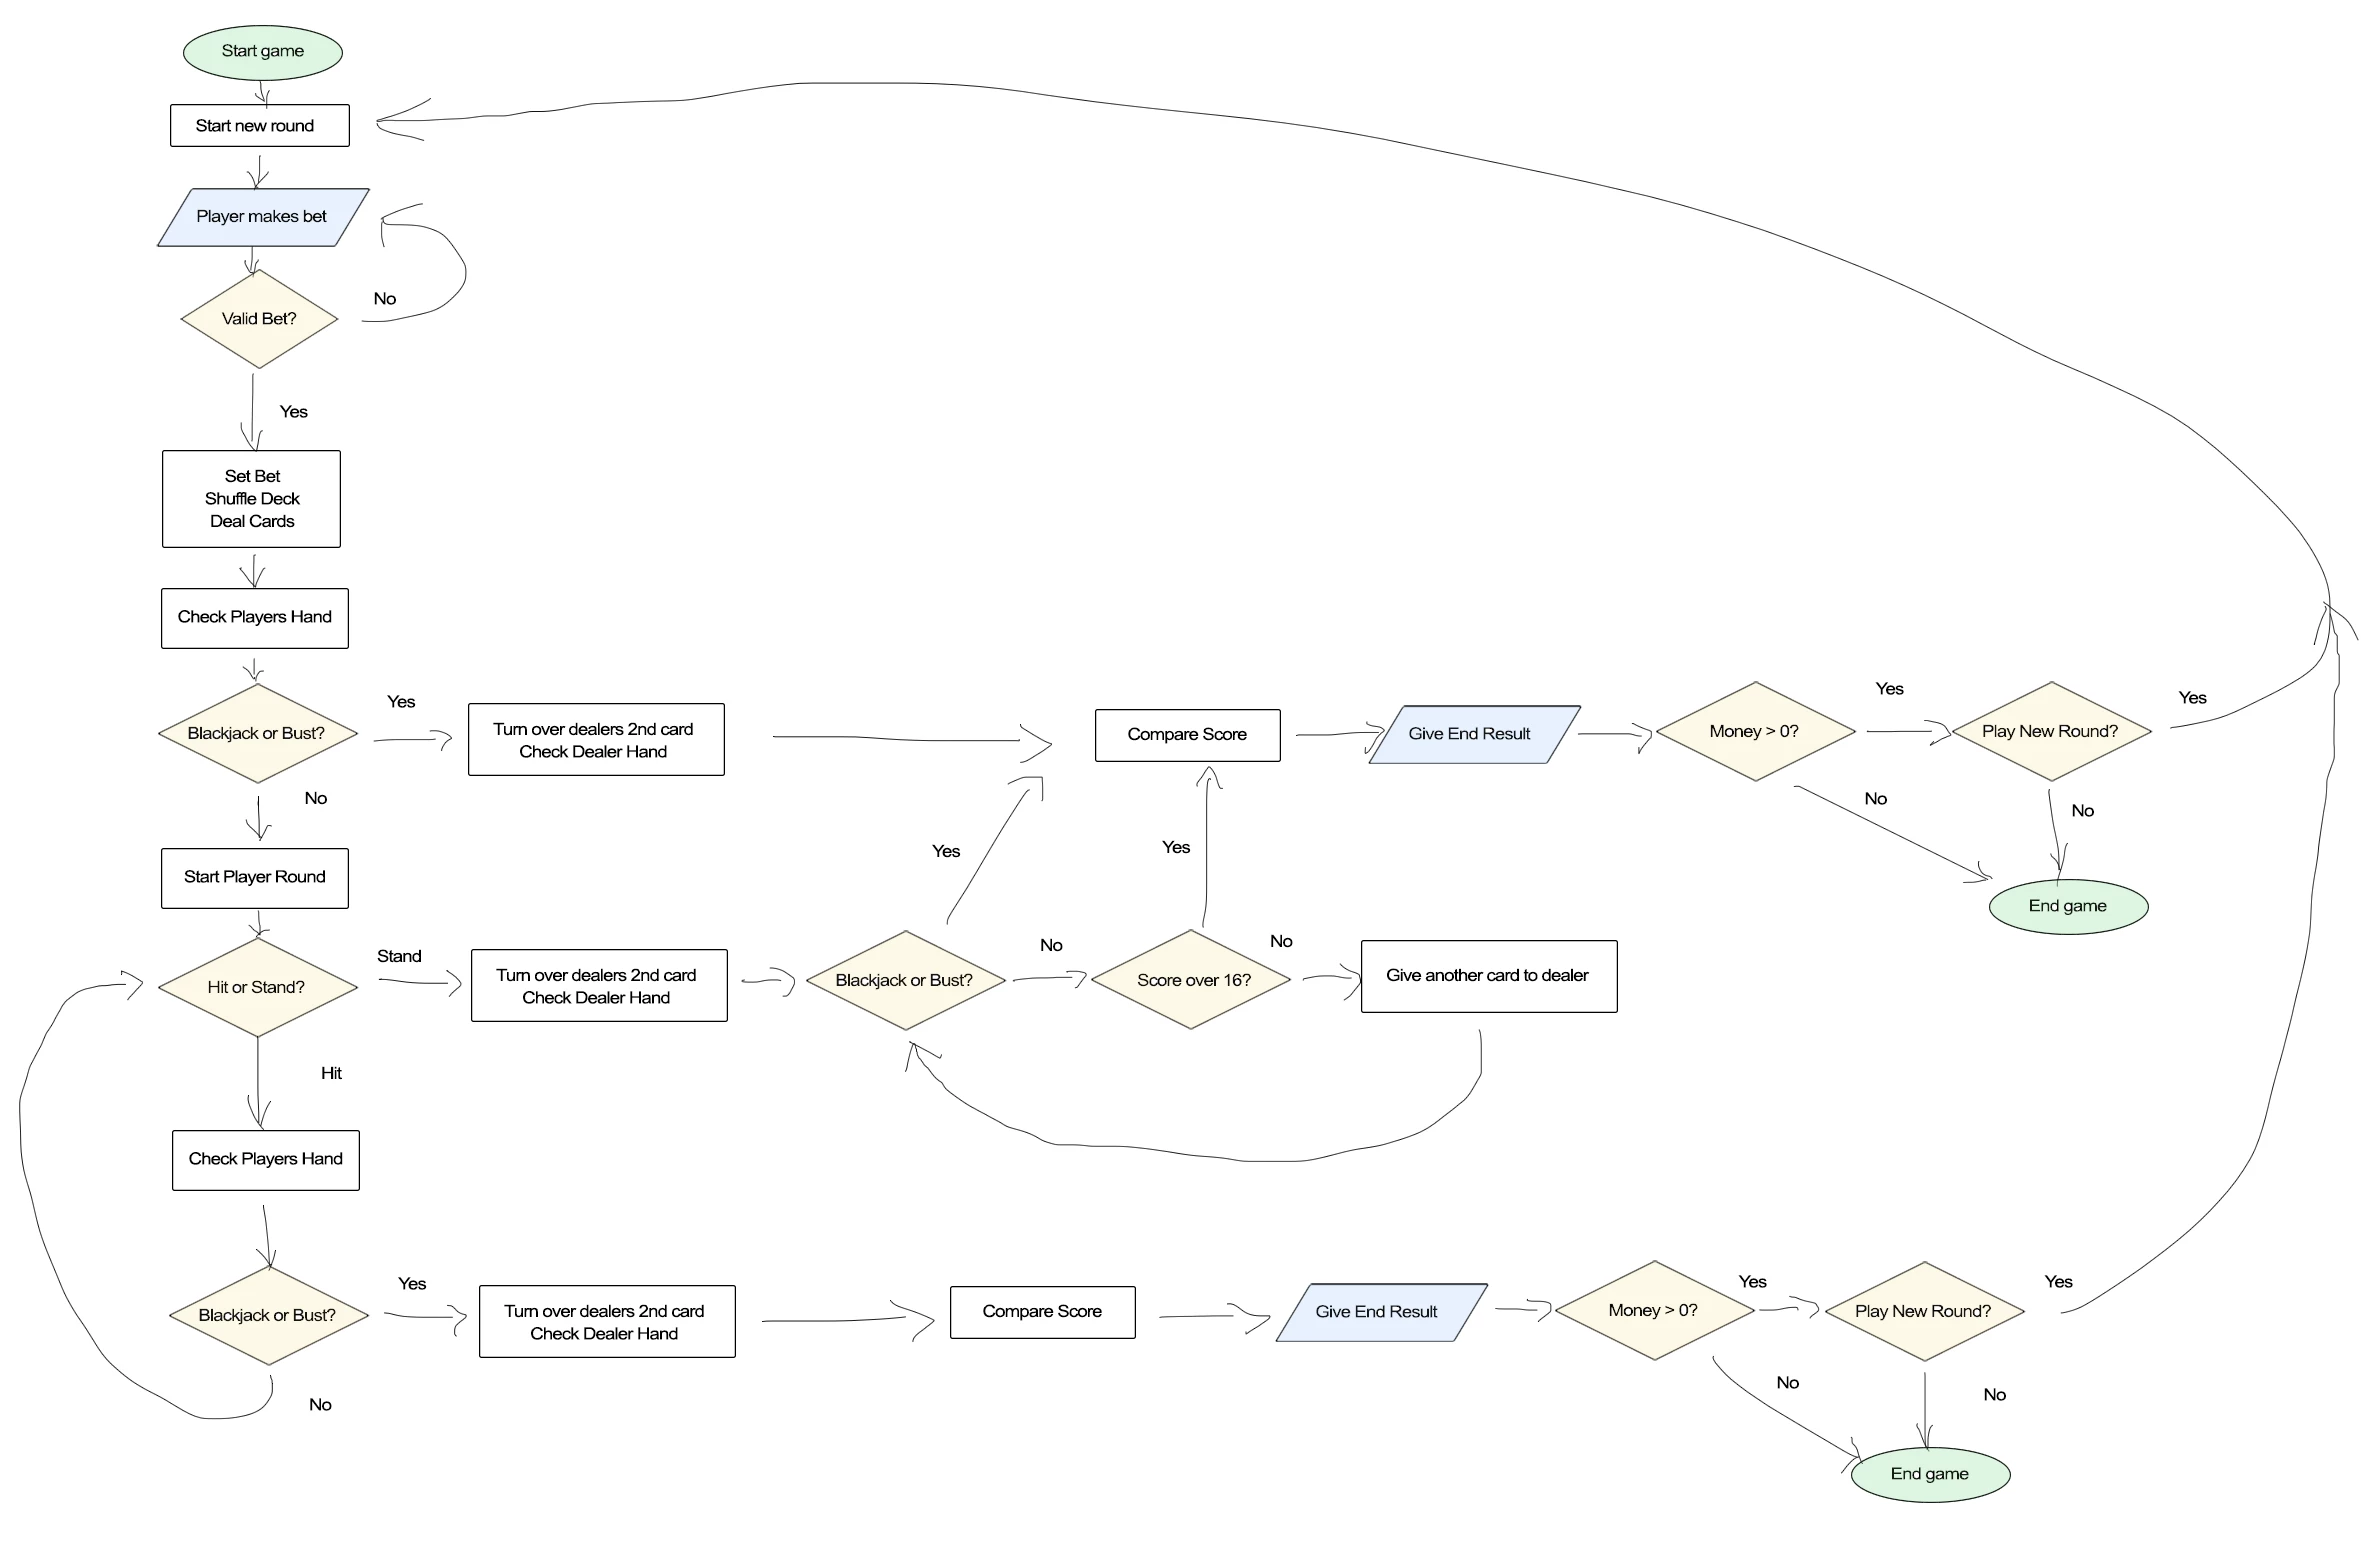 Start game
Start new round
Player makes bet
No
Valid Bet?
Yes
Set Bet
Shuffle Deck
Deal Cards
Check Players Hand
Blackjack or Bust?
Yes
Turn over dealers 2nd card
Check Dealer Hand
Compare Score
Give End Result
Money > 0?
Yes
Play New Round?
Yes
No
No
End game
No
Start Player Round
Hit or Stand?
Stand
Turn over dealers 2nd card
Check Dealer Hand
Blackjack or Bust?
Yes
No
Score over 16?
Yes
No
Give another card to dealer
Hit
Check Players Hand
Blackjack or Bust?
Yes
Turn over dealers 2nd card
Check Dealer Hand
Compare Score
Give End Result
Money > 0?
Yes
Play New Round?
Yes
No
No
End game
No